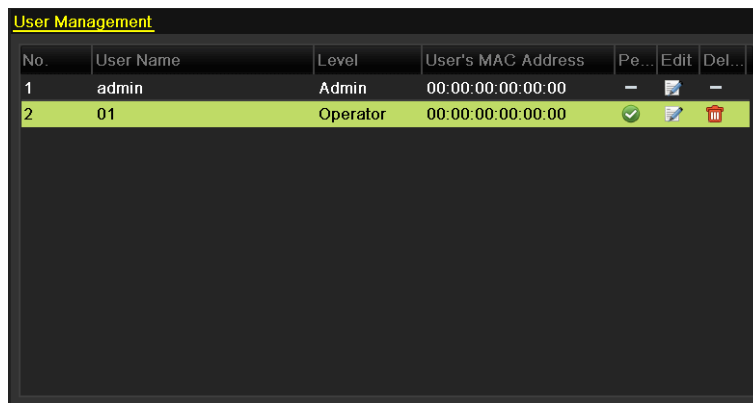 User Management
No. User Name Level User's MAC Address Pe... Edit Del...
1 admin Admin 00:00:00:00:00:00 – –
2 01 Operator 00:00:00:00:00:00